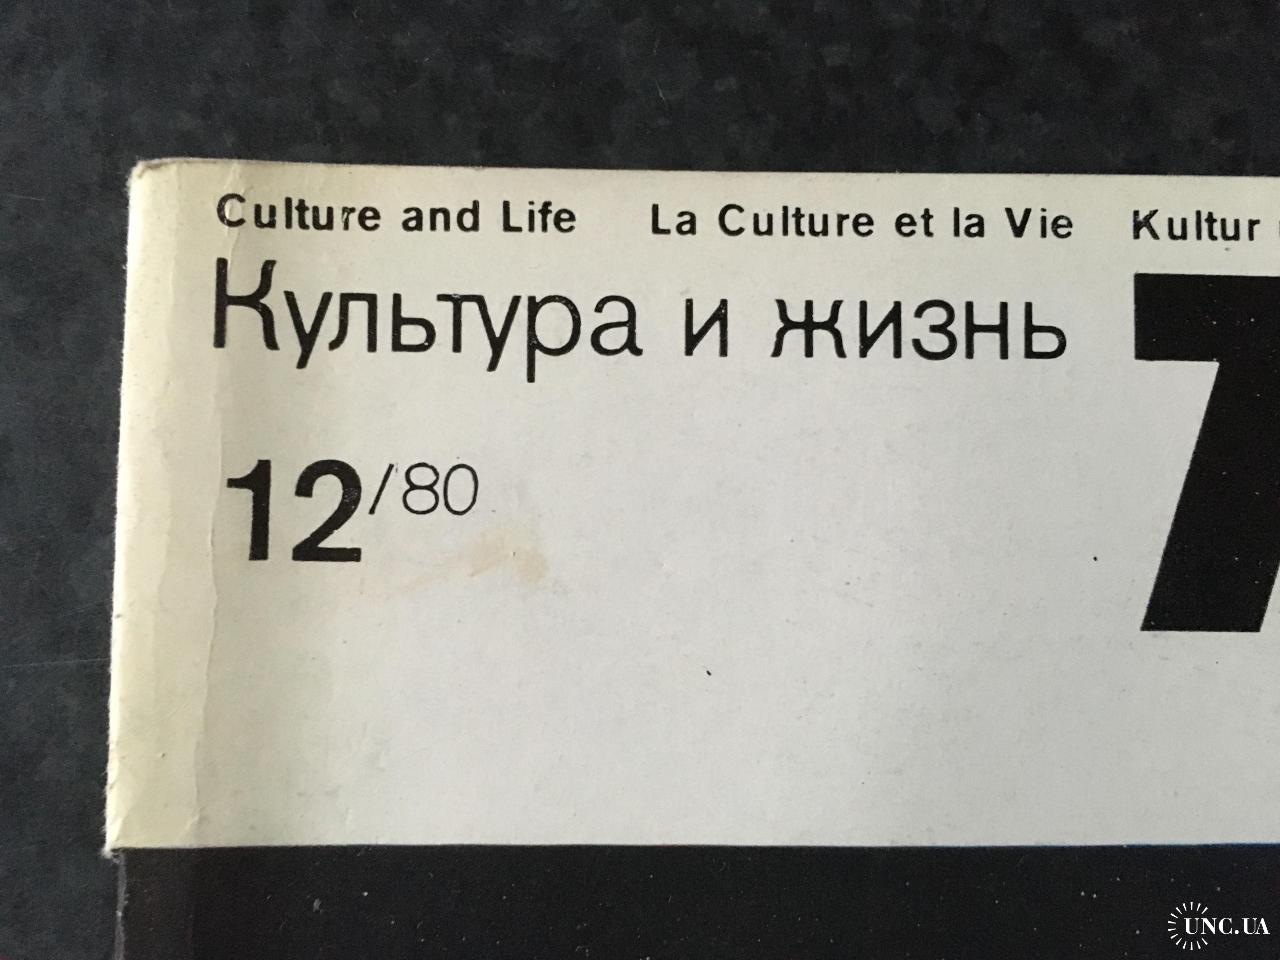 Culture and Life La Culture et la Vie Kultur
Культура и жизнь
12/80
UNC.UA